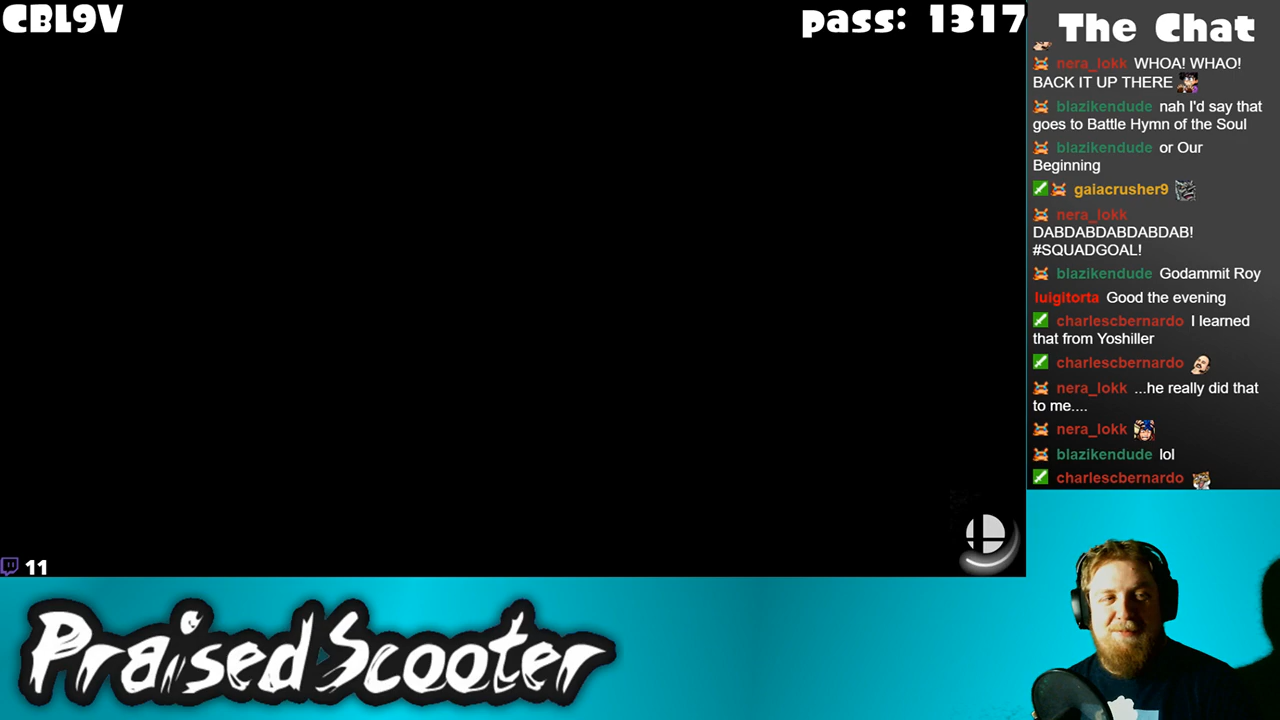 CBL9V
pass: 1317
The Chat
nera_lokk WHOA! WHAO!
BACK IT UP THERE
blazikendude nah I'd say that
goes to Battle Hymn of the Soul
blazikendude or Our
Beginning
gaiacrusher9
nera_lokk
DABDABDABDABDAB!
#SQUADGOAL!
blazikendude Godammit Roy
luigitorta Good the evening
charlescbernardo I learned
that from Yoshiller
charlescbernardo
nera_lokk ...he really did that
to me....
nera_lokk
blazikendude lol
charlescbernardo
11
PraisedScooter